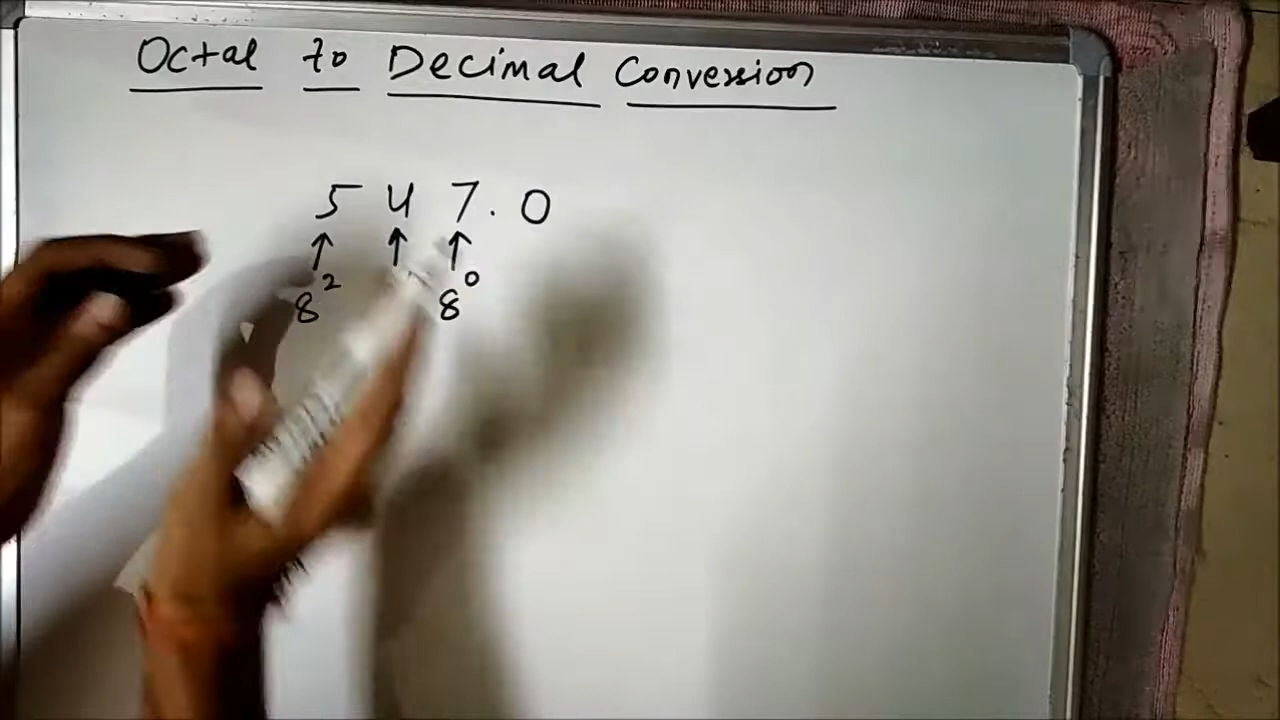 Octal to Decimal Conversion
5 4 7. 0
↑ ↑ ↑
8² 8⁰